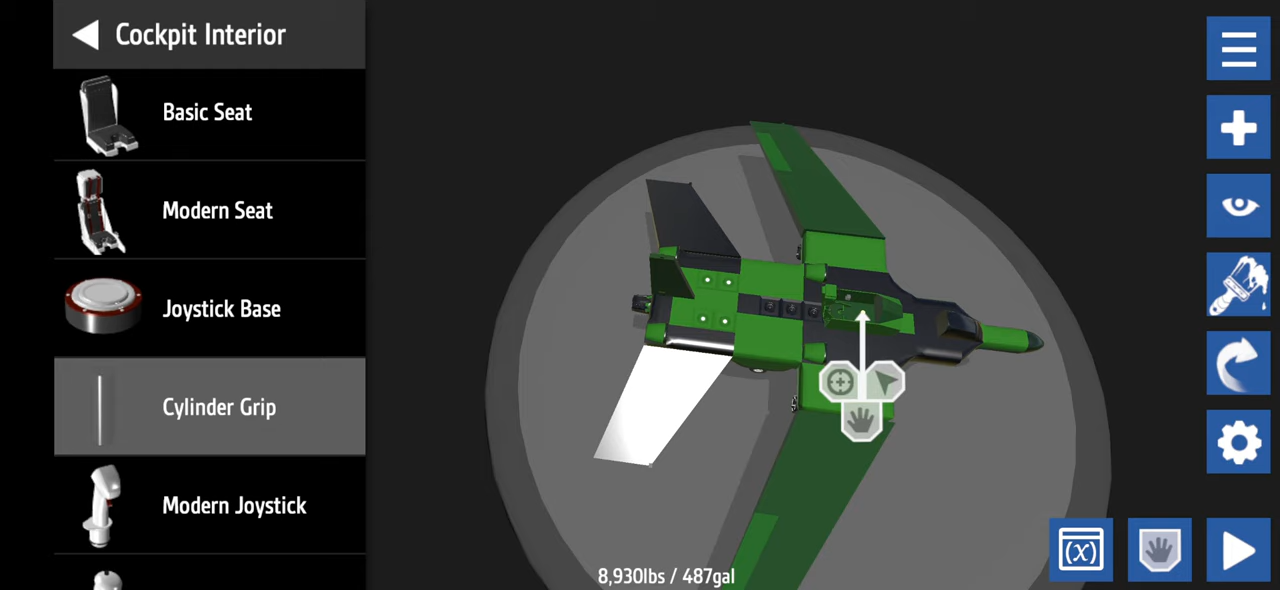 Cockpit Interior
Basic Seat
Modern Seat
Joystick Base
Cylinder Grip
Modern Joystick
8,930lbs / 487gal
(x)